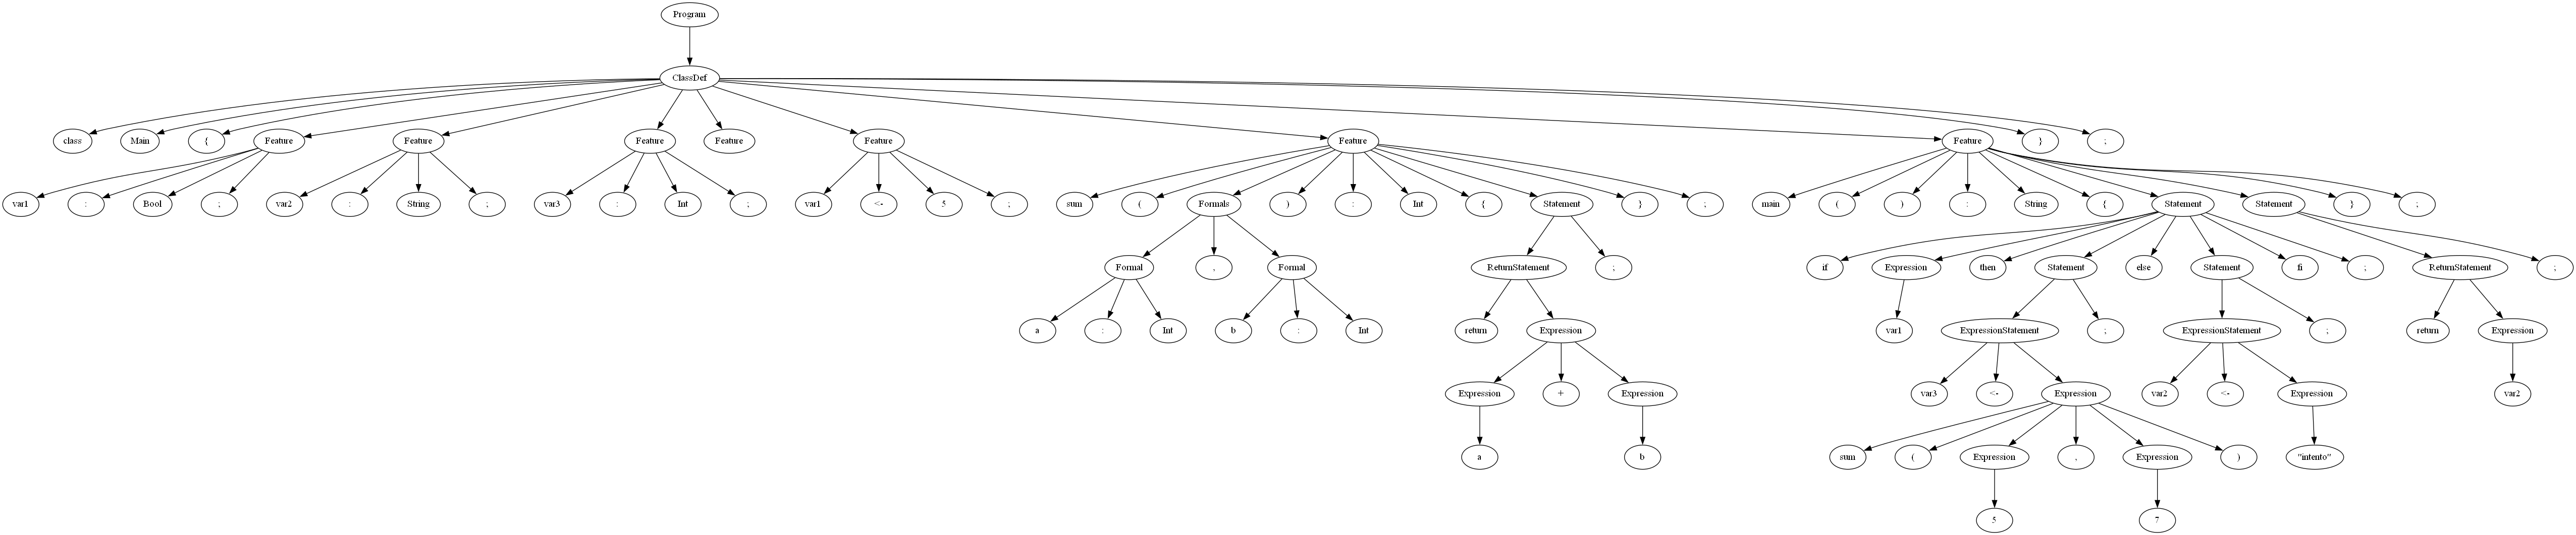 Program
ClassDef
class Main { Feature Feature Feature Feature Feature Feature Feature } ;
var1 : Bool ; var2 : String ; var3 : Int ; var1 <- 5 ; sum ( Formals ) : Int { Statement } ; main ( ) : String { Statement Statement } ;
Formal , Formal ReturnStatement ; if Expression then Statement else Statement fi ; ReturnStatement ;
a : Int b : Int return Expression var1 ExpressionStatement ; ExpressionStatement ; return Expression
Expression + Expression var3 <- Expression var2 <- Expression var2
a b sum ( Expression , Expression ) "intento"
5 7